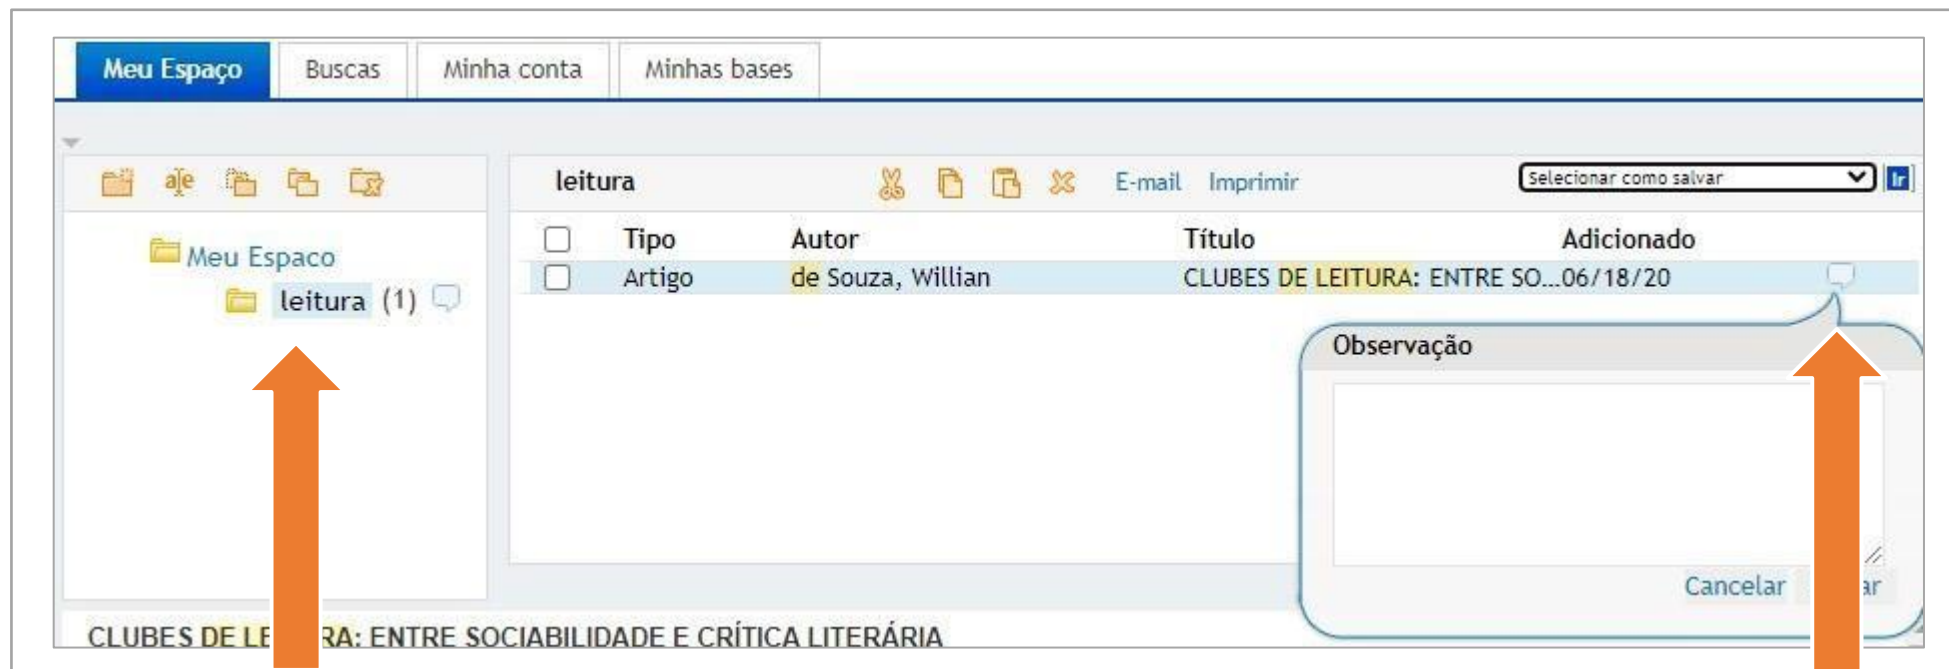 Meu Espaço Buscas Minha conta Minhas bases
leitura E-mail Imprimir Selecionar como salvar Ir
Meu Espaco
leitura (1)
Tipo Autor Título Adicionado
Artigo de Souza, Willian CLUBES DE LEITURA: ENTRE SO...06/18/20
Observação
Cancelar
CLUBES DE LE RA: ENTRE SOCIABILIDADE E CRÍTICA LITERÁRIA